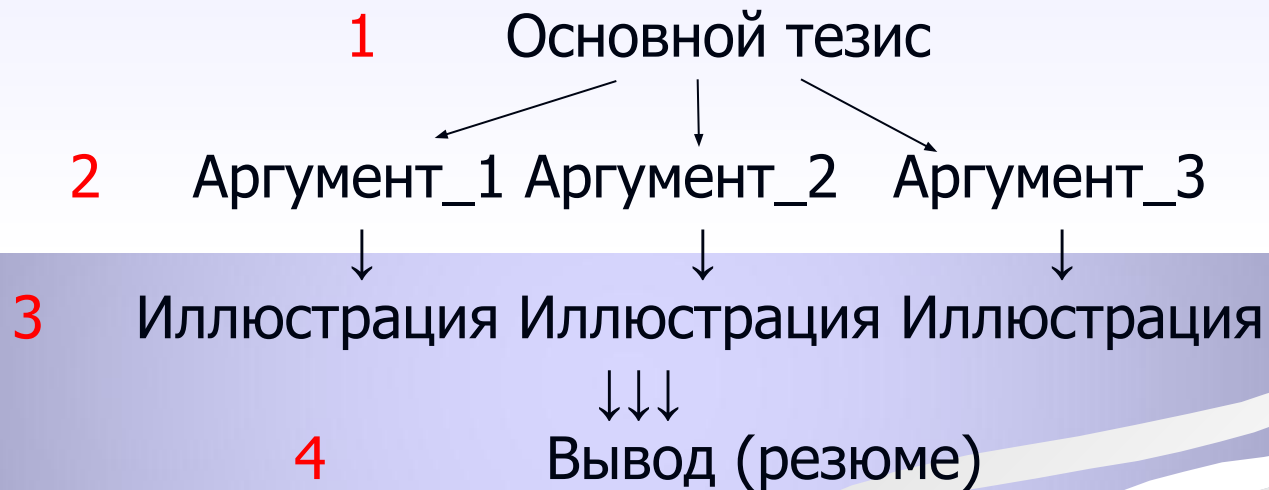 1 Основной тезис
2 Аргумент_1 Аргумент_2 Аргумент_3
↓ ↓ ↓
3 Иллюстрация Иллюстрация Иллюстрация
↓↓↓
4 Вывод (резюме)